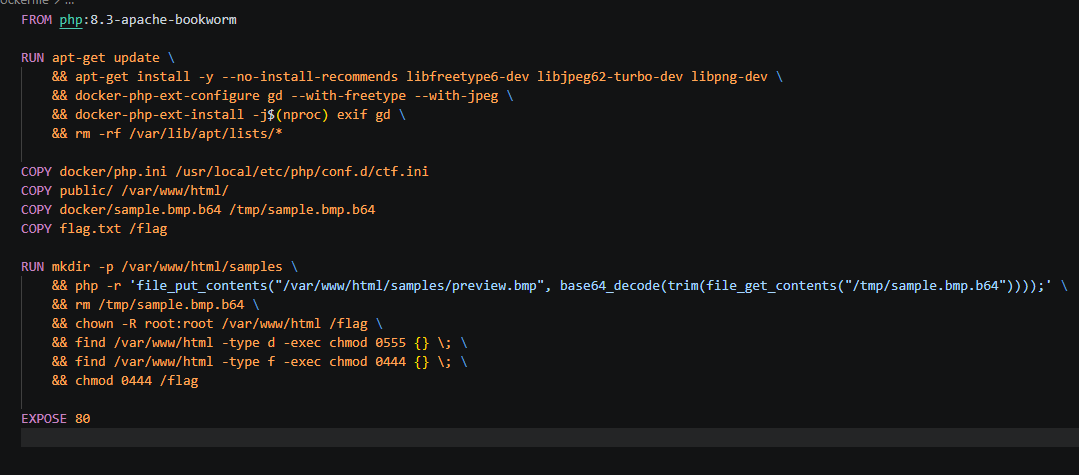 ockerfile > ...
FROM php:8.3-apache-bookworm
RUN apt-get update \
&& apt-get install -y --no-install-recommends libfreetype6-dev libjpeg62-turbo-dev libpng-dev \
&& docker-php-ext-configure gd --with-freetype --with-jpeg \
&& docker-php-ext-install -j$(nproc) exif gd \
&& rm -rf /var/lib/apt/lists/*
COPY docker/php.ini /usr/local/etc/php/conf.d/ctf.ini
COPY public/ /var/www/html/
COPY docker/sample.bmp.b64 /tmp/sample.bmp.b64
COPY flag.txt /flag
RUN mkdir -p /var/www/html/samples \
&& php -r 'file_put_contents("/var/www/html/samples/preview.bmp", base64_decode(trim(file_get_contents("/tmp/sample.bmp.b64"))));' \
&& rm /tmp/sample.bmp.b64 \
&& chown -R root:root /var/www/html /flag \
&& find /var/www/html -type d -exec chmod 0555 {} \; \
&& find /var/www/html -type f -exec chmod 0444 {} \; \
&& chmod 0444 /flag
EXPOSE 80